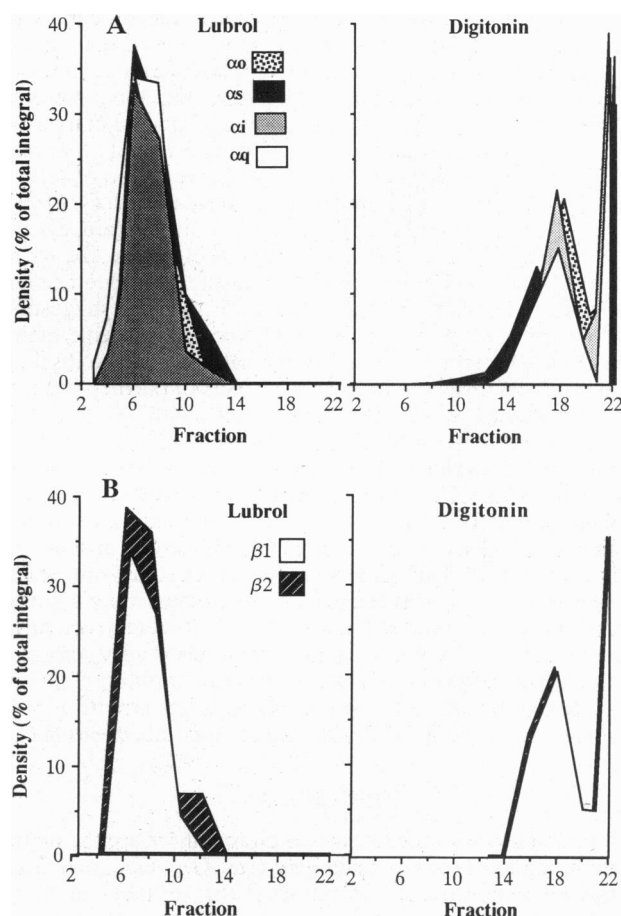 A
Lubrol
Digitonin
αo
αs
αi
αq
Density (% of total integral)
40
30
20
10
0
2 6 10 14 18 22
2 6 10 14 18 22
Fraction
Fraction
B
Lubrol
Digitonin
β1
β2
Density (% of total integral)
40
30
20
10
0
2 6 10 14 18 22
2 6 10 14 18 22
Fraction
Fraction